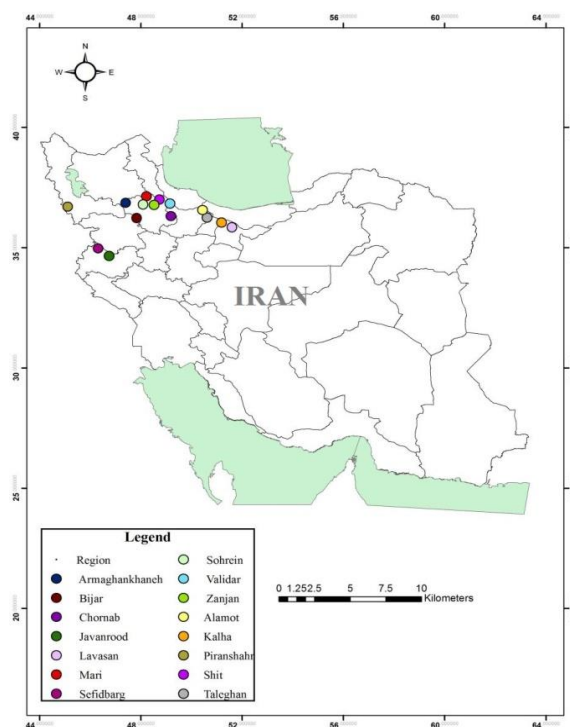 44 48 52 56 60 64
N
W E
S
40
35
30
25
20
IRAN
Legend
Region
Armaghankhaneh
Bijar
Chornab
Javanrood
Lavasan
Mari
Sefidbarg
Sohrein
Validar
Zanjan
Alamot
Kalha
Piranshahr
Shit
Taleghan
0 1.252.5 5 7.5 10
Kilometers
44 48 52 56 60 64